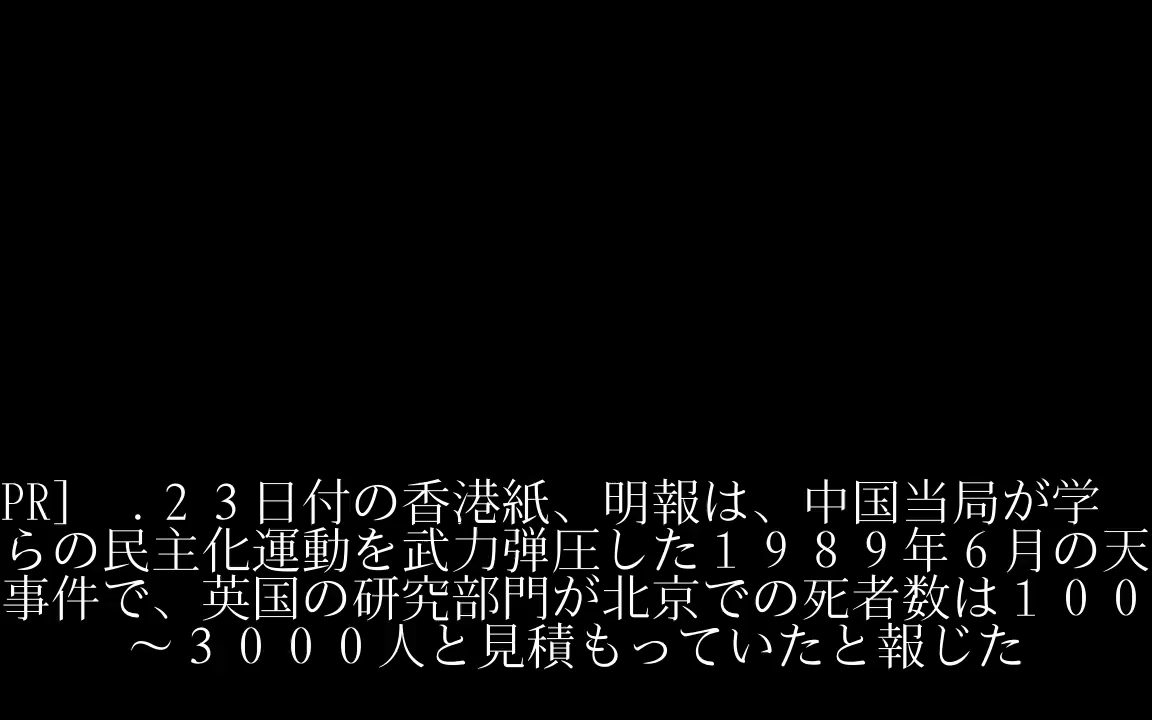 PR]　.２３日付の香港紙、明報は、中国当局が学
らの民主化運動を武力弾圧した１９８９年６月の天
事件で、英国の研究部門が北京での死者数は１００
～３０００人と見積もっていたと報じた